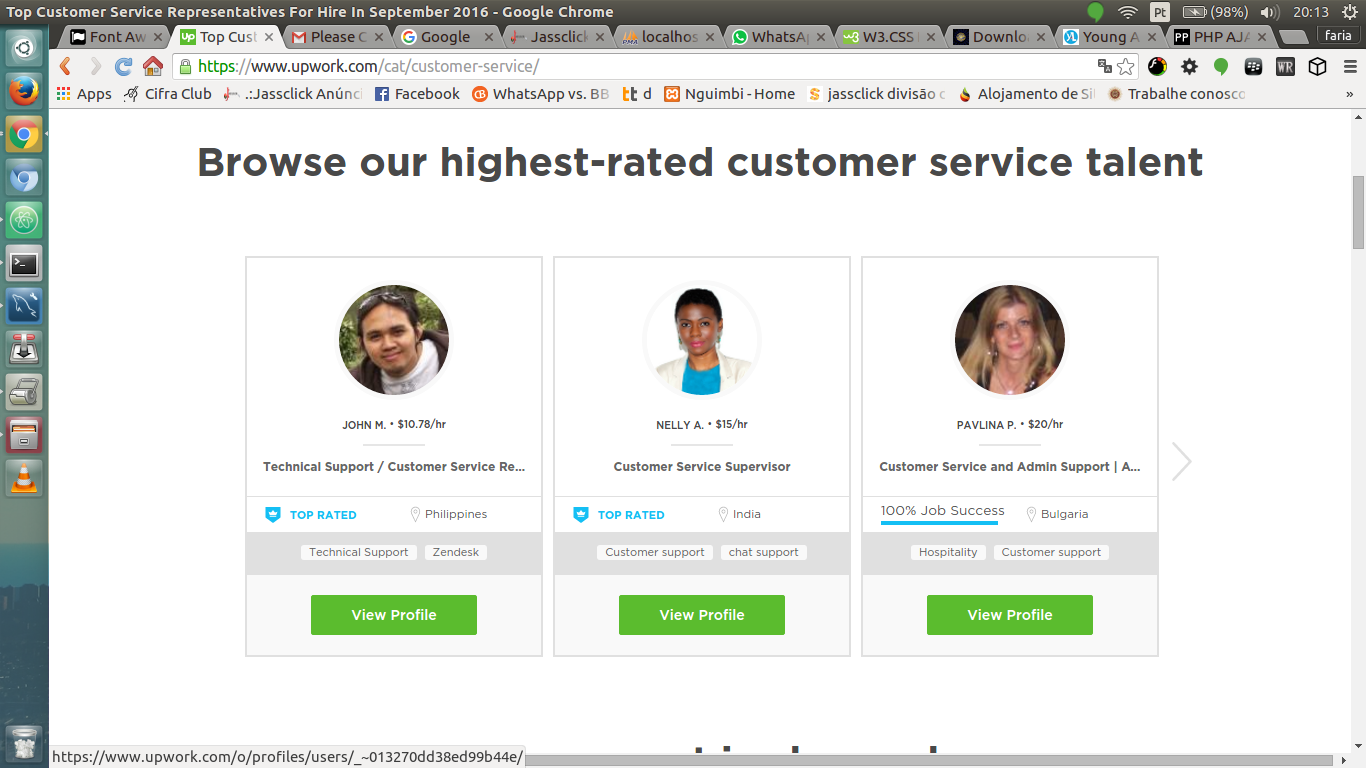 Top Customer Service Representatives For Hire In September 2016 - Google Chrome
Pt (98%) 20:13
Font Aw
Top Cust
Please C
Google
Jassclick
localhos
WhatsAp
W3.CSS
Downlo
Young A
PHP AJA
faria
https://www.upwork.com/cat/customer-service/
Apps
Cifra Club
.:Jassclick Anúnc
Facebook
WhatsApp vs. BB
d
Nguimbi - Home
jassclick divisão
Alojamento de Si
Trabalhe conosco
»
Browse our highest-rated customer service talent
JOHN M. • $10.78/hr
Technical Support / Customer Service Re...
TOP RATED
Philippines
Technical Support
Zendesk
View Profile
NELLY A. • $15/hr
Customer Service Supervisor
TOP RATED
India
Customer support
chat support
View Profile
PAVLINA P. • $20/hr
Customer Service and Admin Support | A...
100% Job Success
Bulgaria
Hospitality
Customer support
View Profile
https://www.upwork.com/o/profiles/users/_~013270dd38ed99b44e/